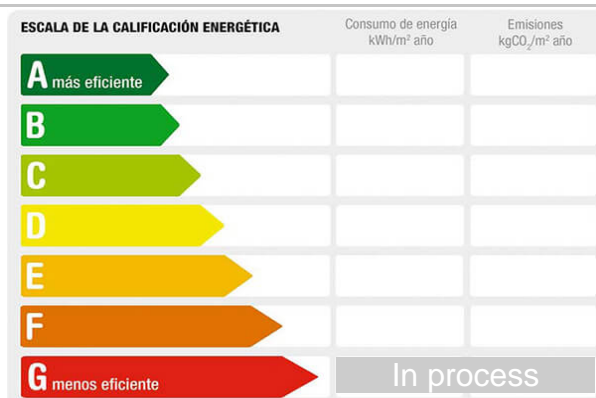 ESCALA DE LA CALIFICACIÓN ENERGÉTICA
Consumo de energía
kWh/m² año
Emisiones
kgCO₂/m² año
A más eficiente
B
C
D
E
F
G menos eficiente
In process